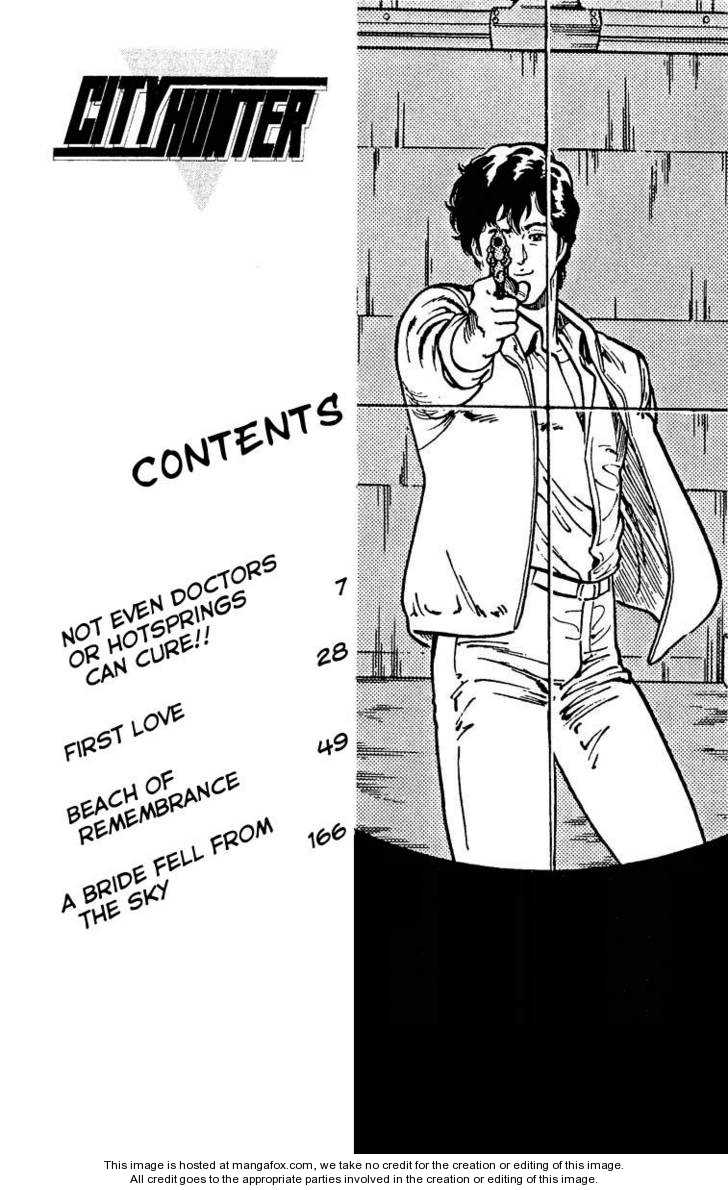 CITY HUNTER
CONTENTS
NOT EVEN DOCTORS
OR HOTSPRINGS
CAN CURE!!
7
FIRST LOVE
28
BEACH OF
REMEMBRANCE
49
A BRIDE FELL FROM
THE SKY
166
This image is hosted at mangafox.com, we take no credit for the creation or editing of this image.
All credit goes to the appropriate parties involved in the creation or editing of this image.